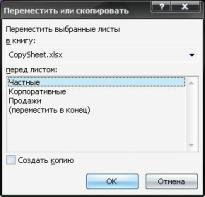 Переместить или скопировать
Переместить выбранные листы
в книгу:
CopySheet.xlsx
перед листом:
Частные
Корпоративные
Продажи
(переместить в конец)
Создать копию
ОК
Отмена